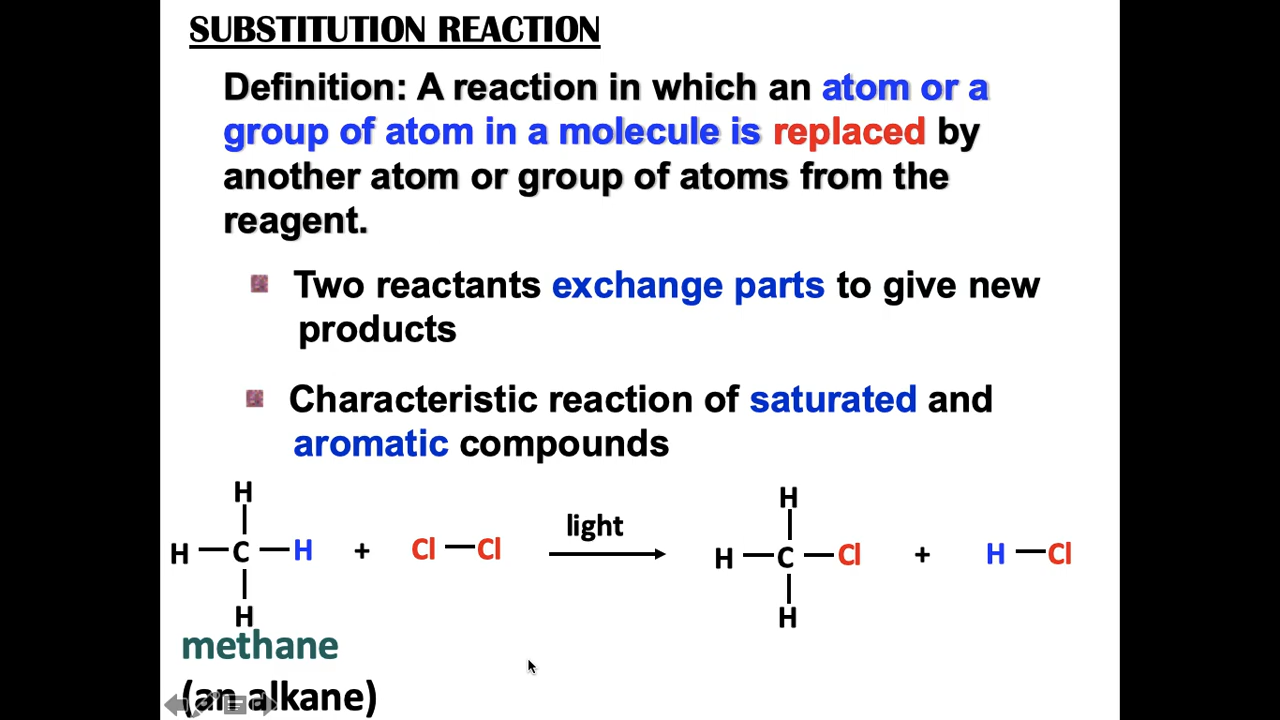 SUBSTITUTION REACTION
Definition: A reaction in which an atom or a
group of atom in a molecule is replaced by
another atom or group of atoms from the
reagent.
Two reactants exchange parts to give new
products
Characteristic reaction of saturated and
aromatic compounds
H H
light
H — C — H + Cl — Cl H — C — Cl + H — Cl
H H
methane
(an alkane)